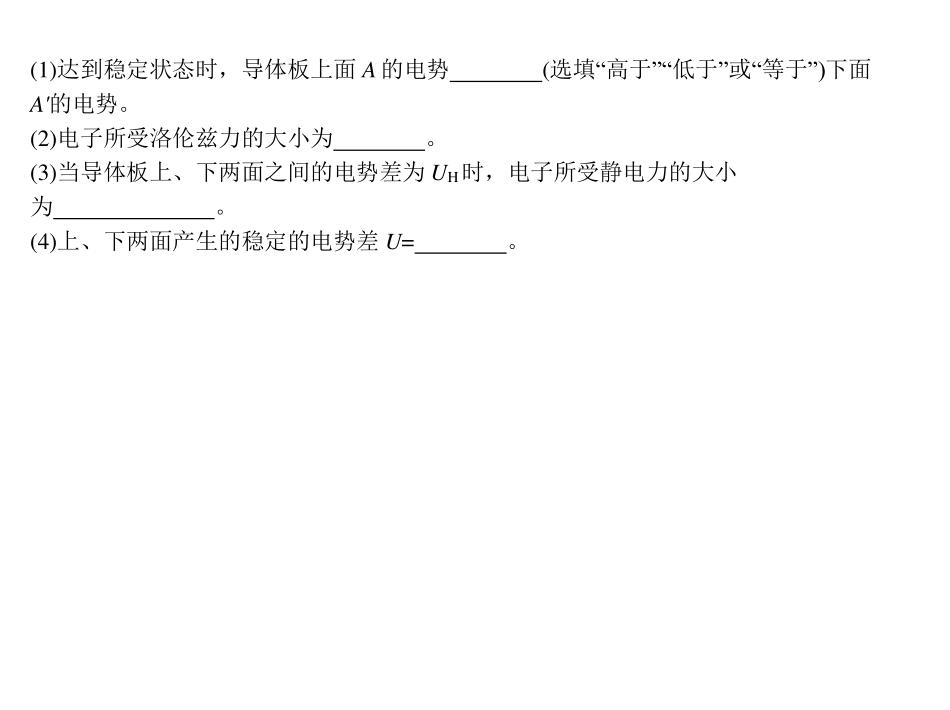 (1)达到稳定状态时，导体板上面 A 的电势________(选填“高于”“低于”或“等于”)下面
A′的电势。
(2)电子所受洛伦兹力的大小为________。
(3)当导体板上、下两面之间的电势差为 UH时，电子所受静电力的大小
为______________。
(4)上、下两面产生的稳定的电势差 U=________。